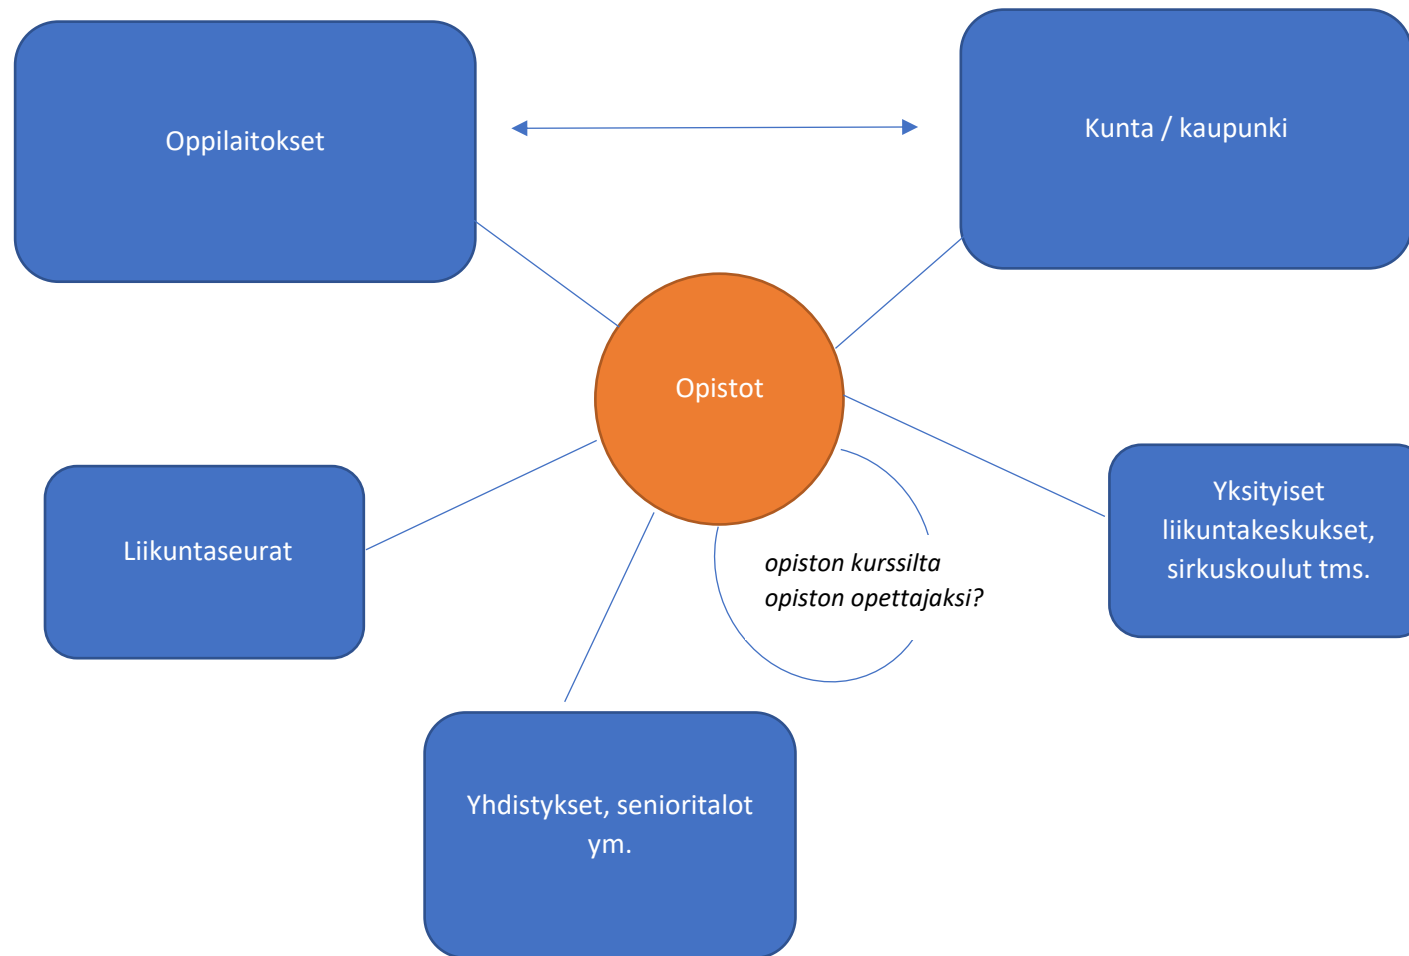 Oppilaitokset
Kunta / kaupunki
Opistot
Liikuntaseurat
opiston kurssilta
opiston opettajaksi?
Yksityiset
liikuntakeskukset,
sirkuskoulut tms.
Yhdistykset, senioritalot
ym.